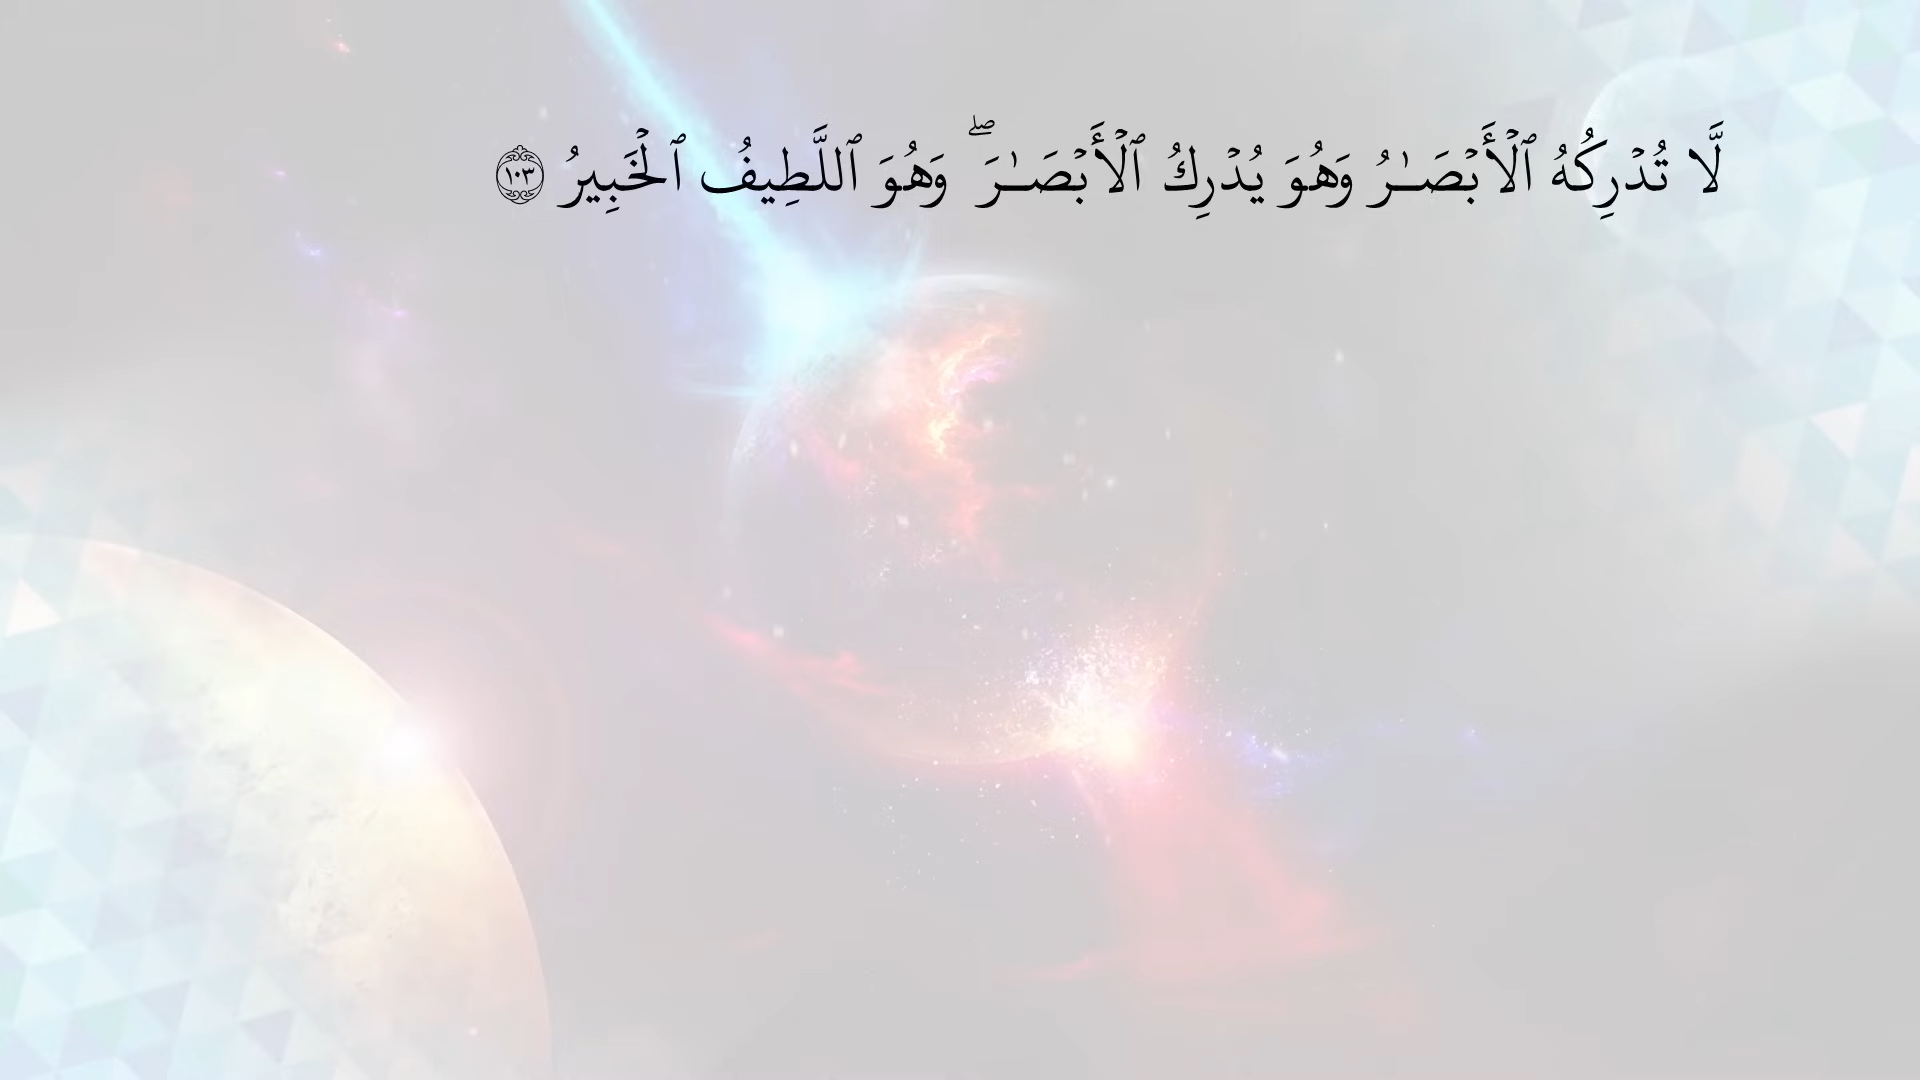 لَّا تُدۡرِكُهُ ٱلۡأَبۡصَـٰرُ وَهُوَ يُدۡرِكُ ٱلۡأَبۡصَـٰرَۖ وَهُوَ ٱللَّطِيفُ ٱلۡخَبِيرُ ١٠٣